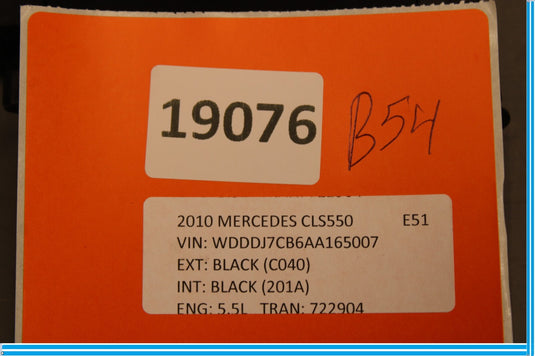 19076
B54
2010 MERCEDES CLS550 E51
VIN: WDDDJ7CB6AA165007
EXT: BLACK (C040)
INT: BLACK (201A)
ENG: 5.5L TRAN: 722904